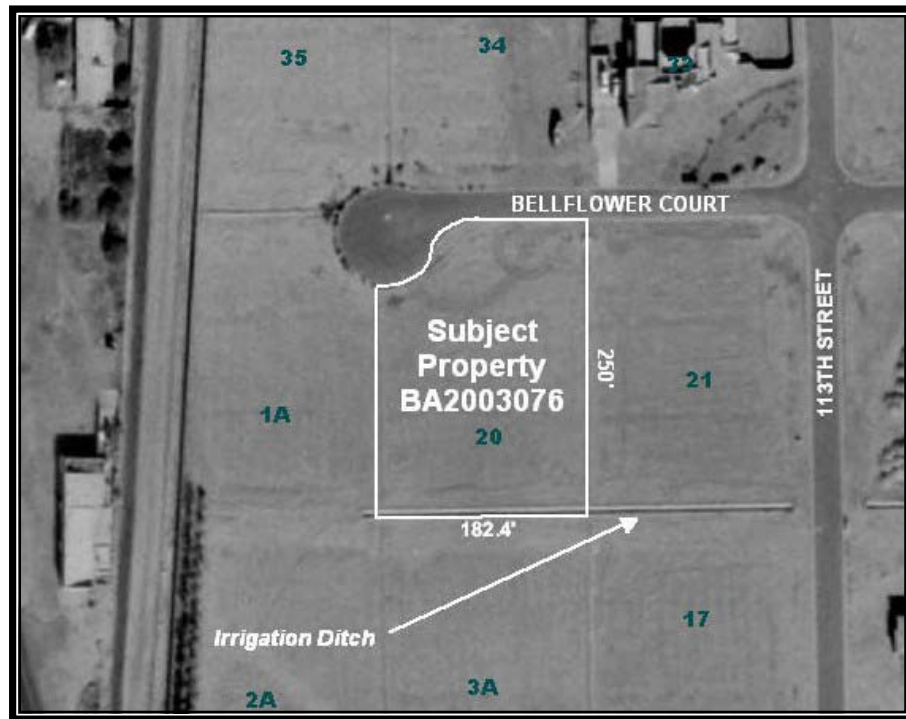 35
34
33
BELLFLOWER COURT
Subject
Property
BA2003076
250'
113TH STREET
21
1A
20
182.4'
Irrigation Ditch
17
2A
3A